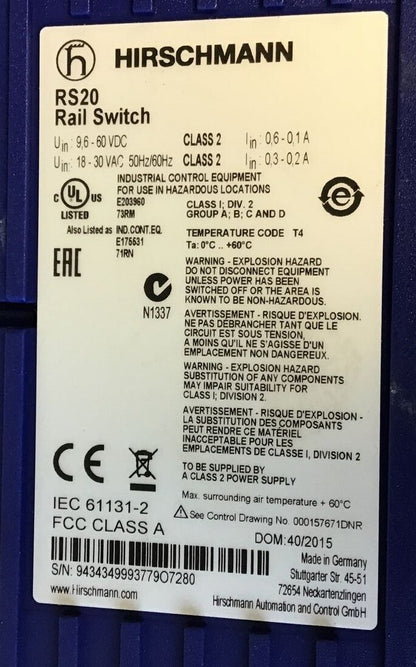 h HIRSCHMANN
RS20
Rail Switch
Uin : 9,6 - 60 VDC CLASS 2 Iin : 0,6 - 0,1 A
Uin : 18 - 30 VAC 50Hz/60Hz CLASS 2 Iin : 0,3 - 0,2 A
INDUSTRIAL CONTROL EQUIPMENT
FOR USE IN HAZARDOUS LOCATIONS
C UL US
LISTED
E203960
73RM
CLASS I; DIV. 2
GROUP A; B; C AND D
Also Listed as IND.CONT.EQ.
E175531
71RN
TEMPERATURE CODE T4
Ta: 0°C .. +60°C
EAC
N1337
WARNING - EXPLOSION HAZARD
DO NOT DISCONNECT EQUIPMENT
UNLESS POWER HAS BEEN
SWITCHED OFF OR THE AREA IS
KNOWN TO BE NON-HAZARDOUS.
AVERTISSEMENT - RISQUE D'EXPLOSION.
NE PAS DÉBRANCHER TANT QUE LE
CIRCUIT EST SOUS TENSION,
A MOINS QU'IL NE S'AGISSE D'UN
EMPLACEMENT NON DANGEREUX.
WARNING - EXPLOSION HAZARD
SUBSTITUTION OF ANY COMPONENTS
MAY IMPAIR SUITABILITY FOR
CLASS I; DIVISION 2.
AVERTISSEMENT - RISQUE D'EXPLOSION -
LA SUBSTITUTION DES COMPOSANTS
PEUT RENDRE CE MATÉRIEL
INACCEPTABLE POUR LES
EMPLACEMENTS DE CLASSE I, DIVISION 2
TO BE SUPPLIED BY
A CLASS 2 POWER SUPPLY
CE
Max. surrounding air temperature + 60°C
See Control Drawing No. 000157671DNR
IEC 61131-2
FCC CLASS A
DOM: 40/2015
S/N: 943434999377907280
www.Hirschmann.com
Made in Germany
Stuttgarter Str. 45-51
72654 Neckartenzlingen
Hirschmann Automation and Control GmbH